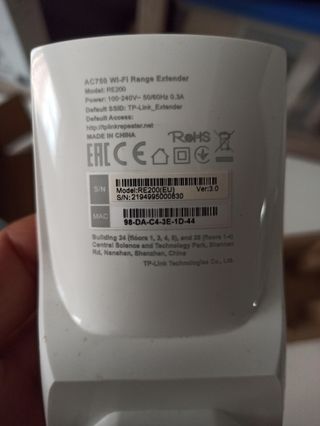 AC750 Wi-Fi Range Extender
Model: RE200
Power: 100-240V~ 50/60Hz 0.3A
Default SSID: TP-Link_Extender
Default Access:
http://tplinkrepeater.net
MADE IN CHINA
RoHS
EAC CE
S/N
Model:RE200(EU) Ver:3.0
S/N:2194995000630
MAC
98-DA-C4-3E-1D-44
Building 24 (floors 1, 3, 4, 5), and 28 (floors 1-4)
Central Science and Technology Park, Shennan
Rd, Nanshan, Shenzhen, China
TP-Link Technologies Co., Ltd.